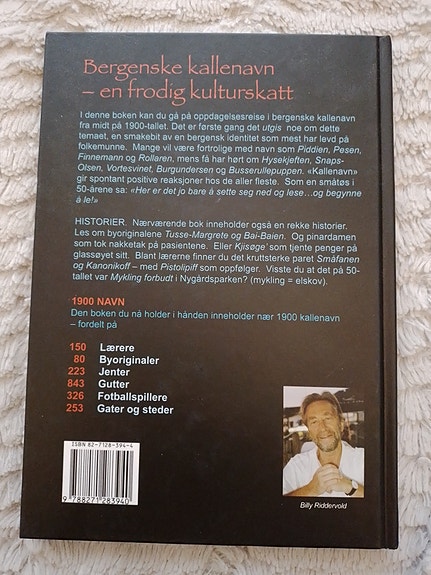 Bergenske kallenavn
– en frodig kulturskatt
I denne boken kan du gå på oppdagelsesreise i bergenske kallenavn
fra midt på 1900-tallet. Det er første gang det utgis noe om dette
temaet, en smakebit av en bergensk identitet som mest har levd på
folkemunne. Mange vil være fortrolige med navn som Piddien, Pesen,
Finnemann og Rollaren, mens få har hørt om Hysekjeften, Snaps-
Olsen, Vortesvinet, Burgundersen og Busserullepuppen. «Kallenavn»
gir spontant positive reaksjoner hos de aller fleste. Som en småtøs i
50-årene sa: «Her er det jo bare å sette seg ned og lese…og begynne
å le!»
HISTORIER. Nærværende bok inneholder også en rekke historier.
Les om byoriginalene Tusse-Margrete og Bai-Baien. Og pinardamen
som tok nakketak på pasientene. Eller Kjisøge' som tjente penger på
glassøyet sitt. Blant lærerne finner du det kruttsterke paret Småfanen
og Kanonikoff – med Pistolipiff som oppfølger. Visste du at det på 50-
tallet var Mykling forbudt i Nygårdsparken? (mykling = elskov).
1900 NAVN
Den boken du nå holder i hånden inneholder nær 1900 kallenavn
– fordelt på
150 Lærere
80 Byoriginaler
223 Jenter
843 Gutter
326 Fotballspillere
253 Gater og steder
ISBN 82-7128-394-4
9 788271 283940
Billy Riddervold